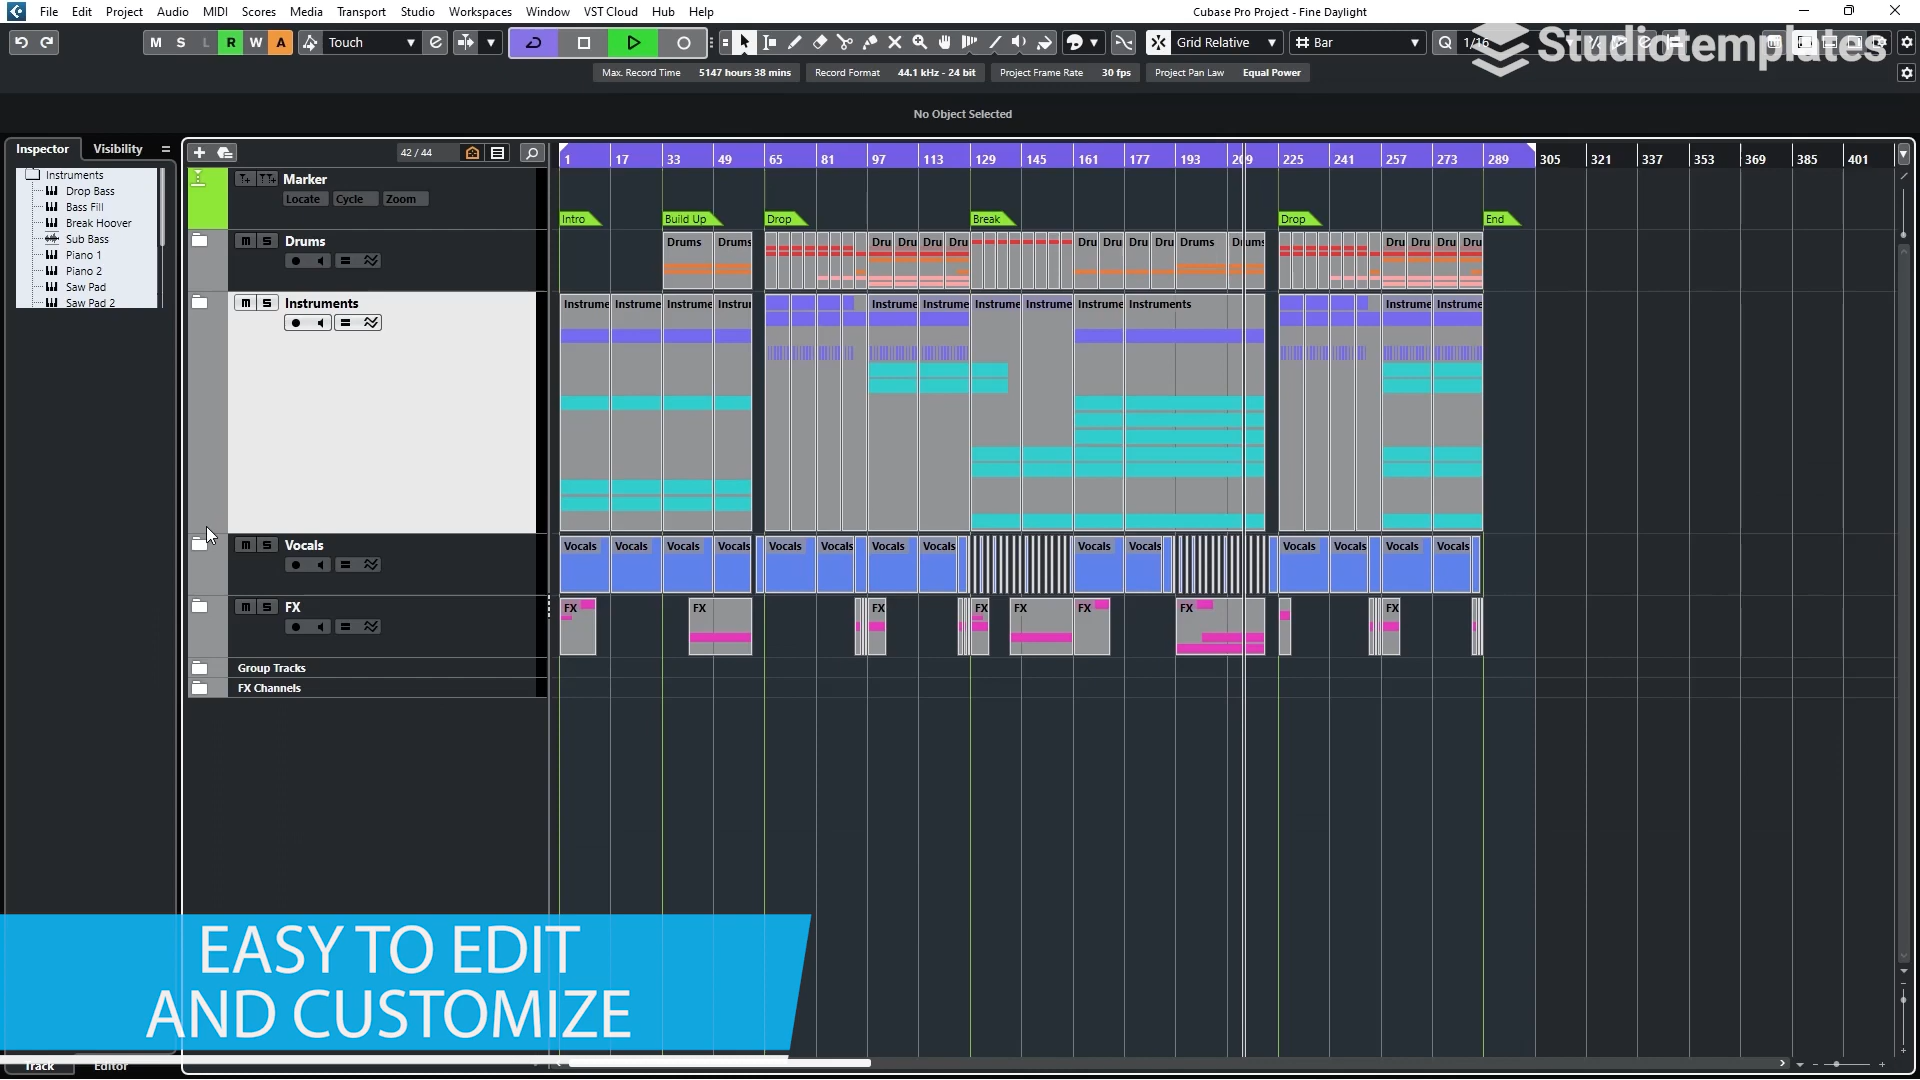 File Edit Project Audio MIDI Scores Media Transport Studio Workspaces Window VST Cloud Hub Help
Cubase Pro Project - Fine Daylight
M S L R W A Touch
Grid Relative
Bar
Q 1/16
Studiotemplates
Max. Record Time 5147 hours 38 mins
Record Format 44.1 kHz - 24 bit
Project Frame Rate 30 fps
Project Pan Law Equal Power
No Object Selected
Inspector Visibility
42 / 44
1 17 33 49 65 81 97 113 129 145 161 177 193 209 225 241 257 273 289 305 321 337 353 369 385 401
Instruments
Drop Bass
Bass Fill
Break Hoover
Sub Bass
Piano 1
Piano 2
Saw Pad
Saw Pad 2
Marker
Locate Cycle Zoom
Intro Build Up Drop Break Drop End
m S Drums
Drums Drums Dru Dru Dru Dru Dru Dru Dru Dru Drums Drums Dru Dru Dru Dru
m S Instruments
Instrume Instrume Instrume Instrur Instrume Instrume Instrume Instrume Instrume Instruments Instrume Instrume
m S Vocals
Vocals Vocals Vocals Vocals Vocals Vocals Vocals Vocals Vocals Vocals Vocals Vocals Vocals Vocals
m S FX
FX FX FX FX FX FX FX FX
Group Tracks
FX Channels
EASY TO EDIT
AND CUSTOMIZE
Track Editor